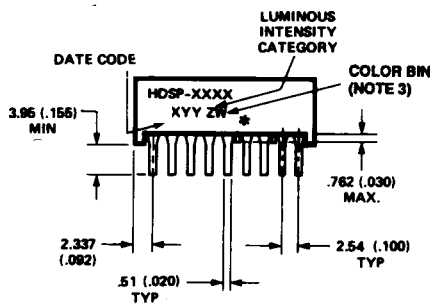 LUMINOUS
INTENSITY
CATEGORY
DATE CODE
COLOR BIN
(NOTE 3)
HDSP-XXXX
XYY ZW
*
3.95 (.155)
MIN
.762 (.030)
MAX.
2.337
(.092)
2.54 (.100)
TYP
.51 (.020)
TYP